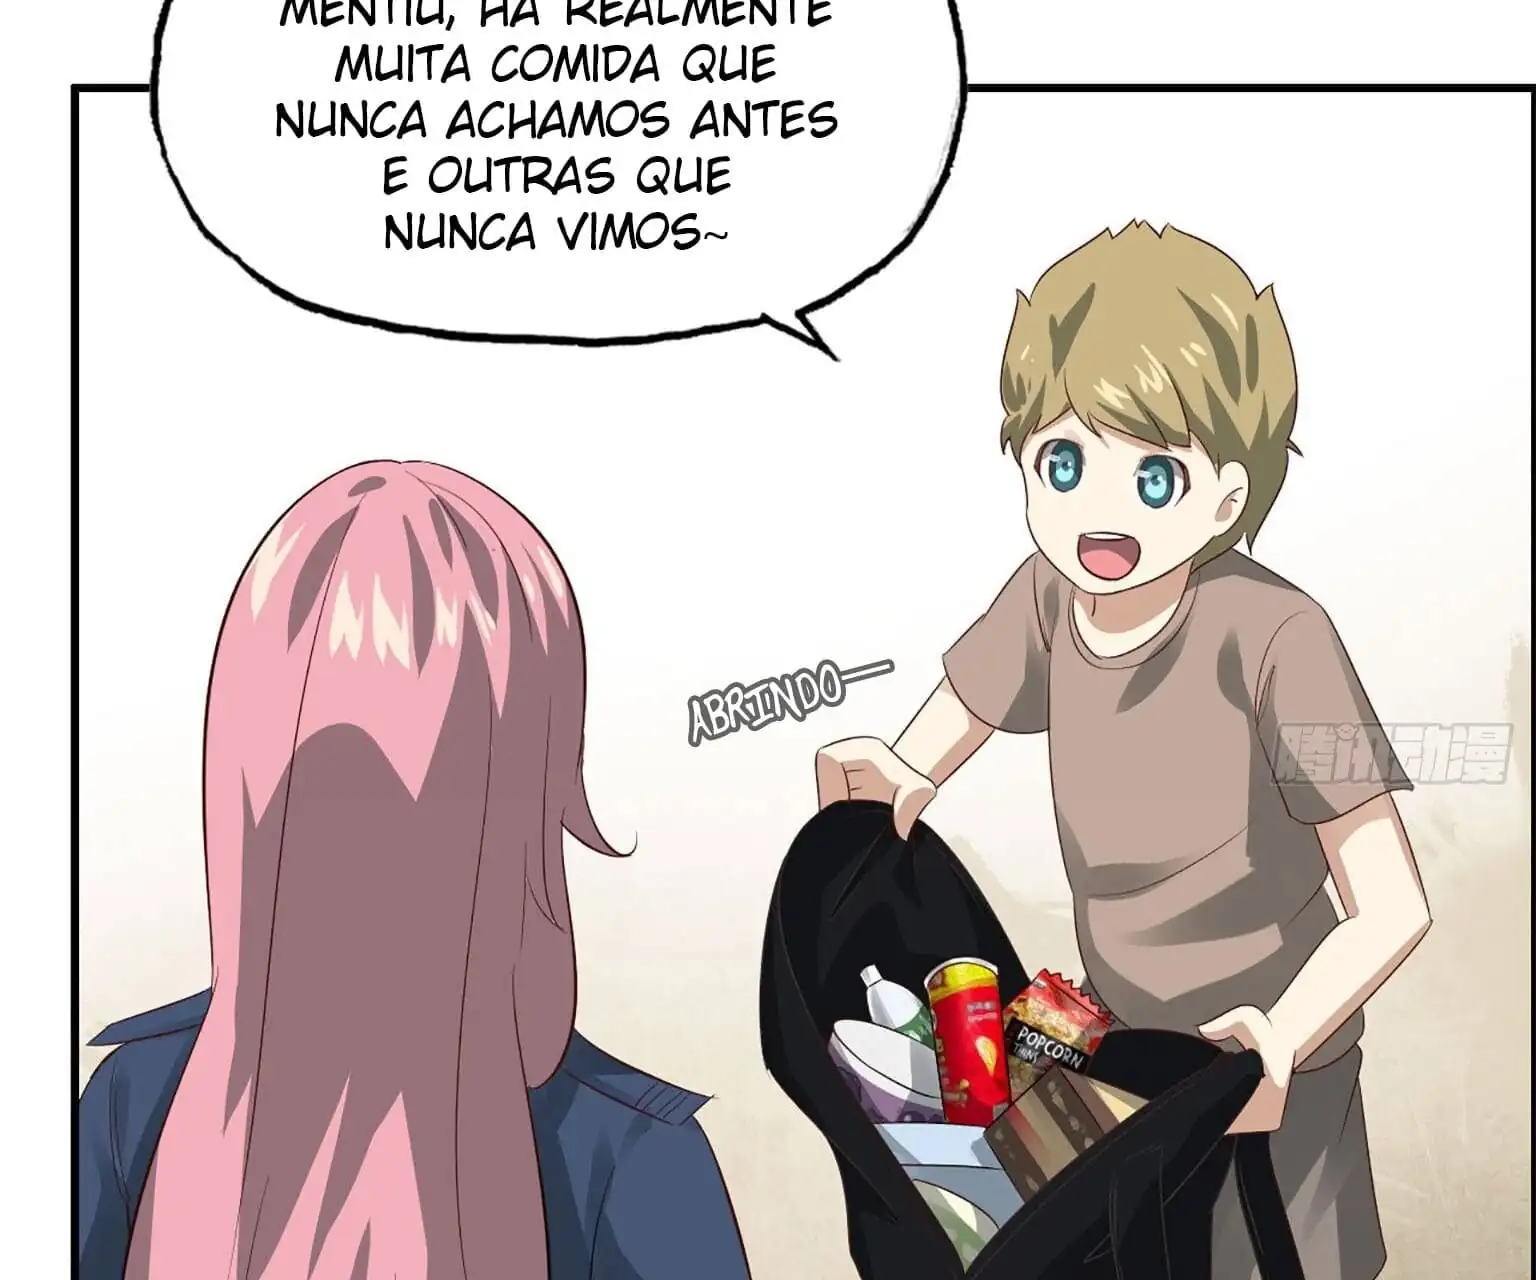 MENTIU, HÁ REALMENTE
MUITA COMIDA QUE
NUNCA ACHAMOS ANTES
E OUTRAS QUE
NUNCA VIMOS~
ABRINDO—
腾讯动漫
POPCORN
THINS